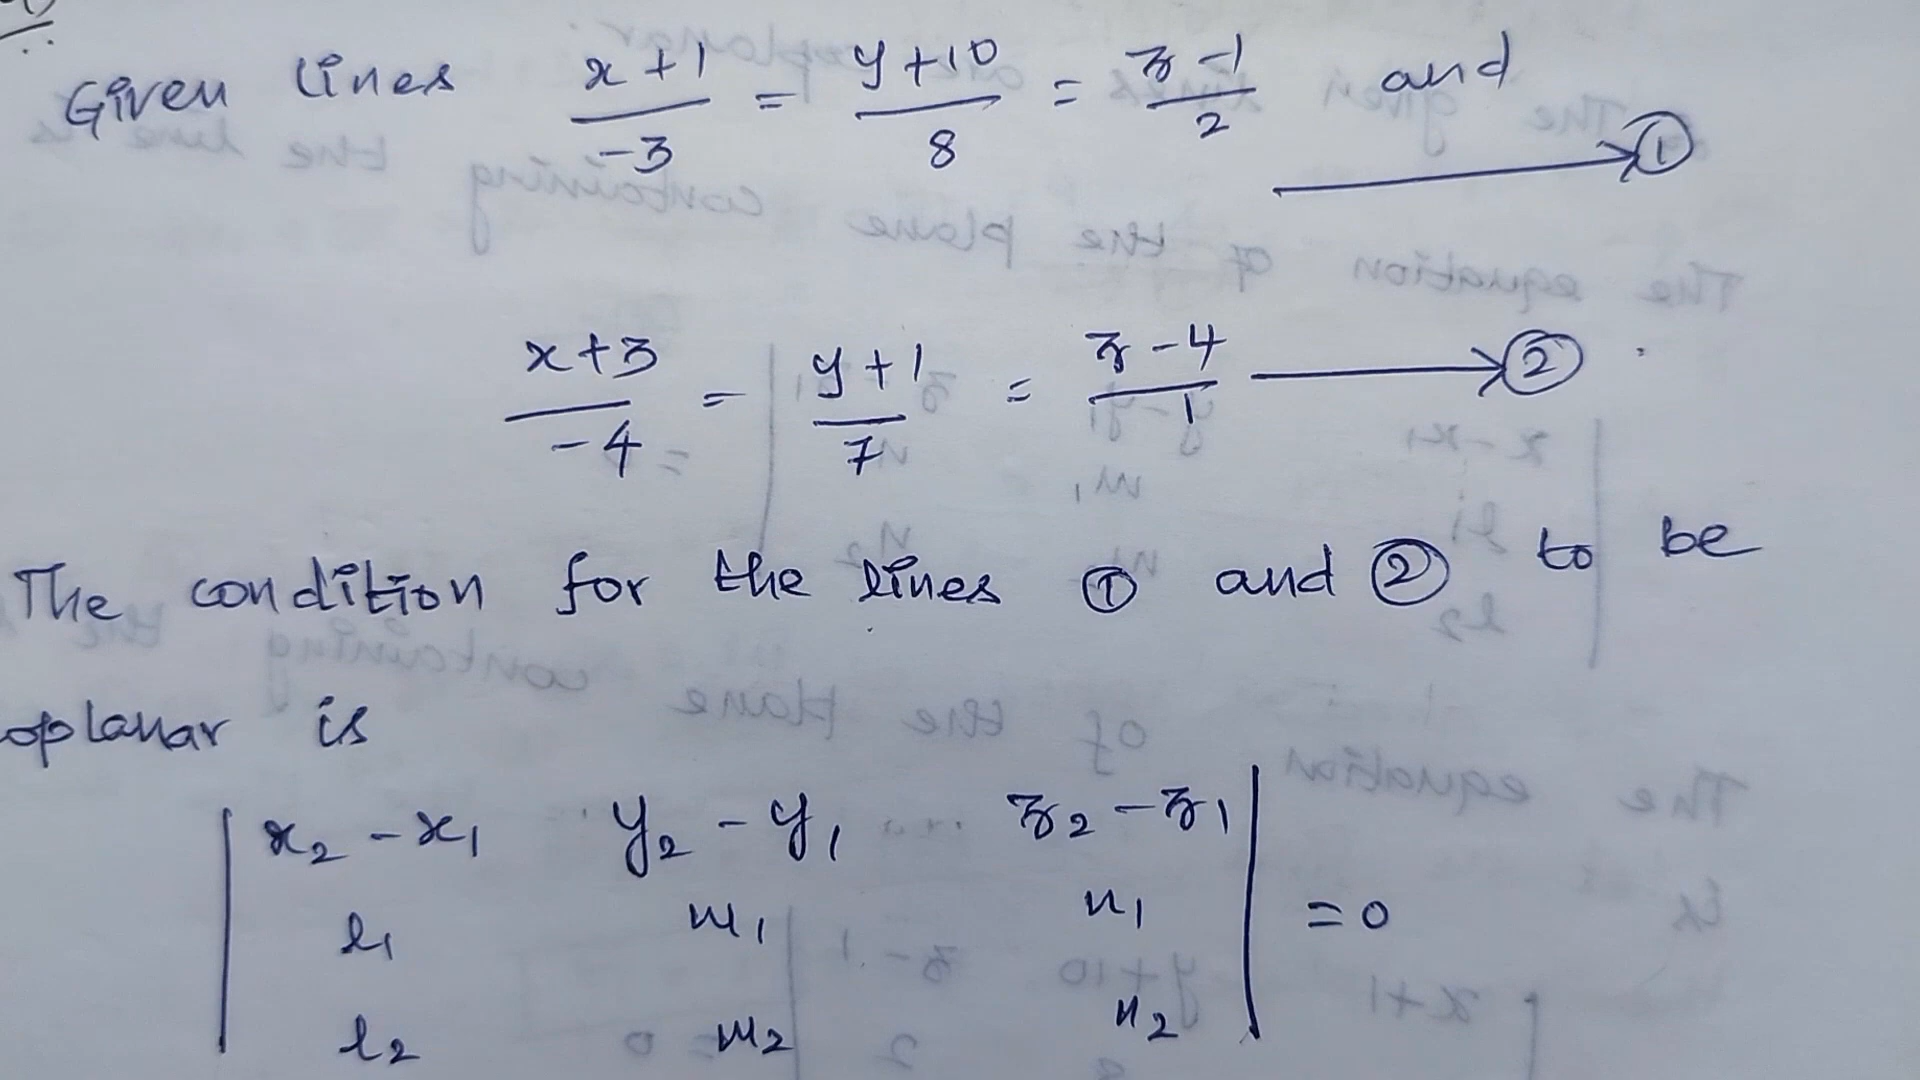 Given lines x+1/-3 = y+10/8 = z-1/2 and → ①
x+3/-4 = y+1/7 = z-4/1 → ②
The condition for the lines ① and ② to be
oplanar is
| x₂-x₁ y₂-y₁ z₂-z₁ |
| l₁ m₁ n₁ | =0
| l₂ m₂ n₂ |